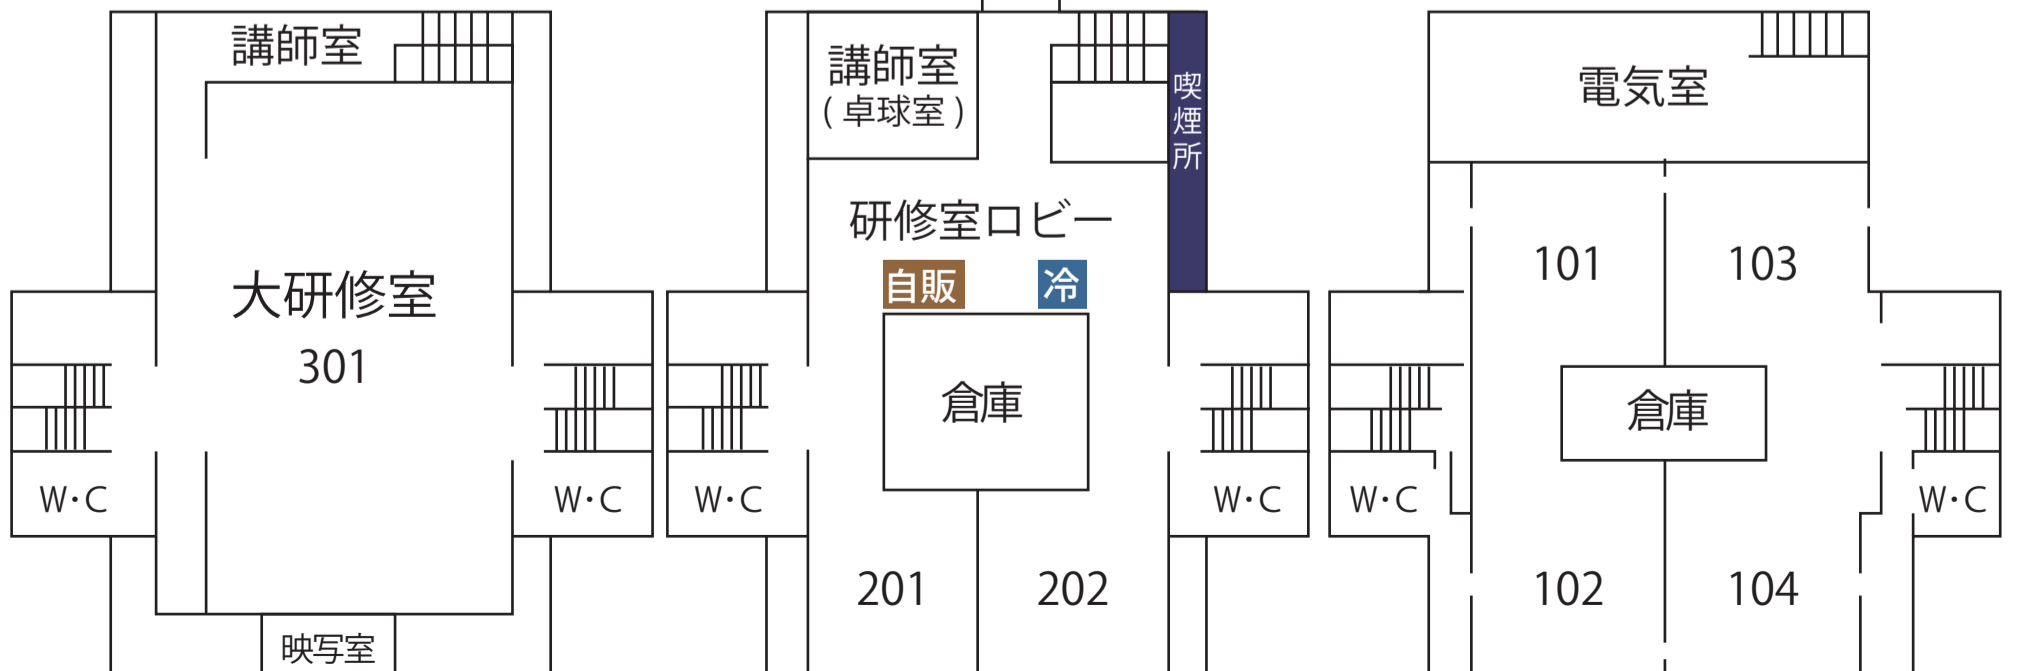 講師室
大研修室
301
W・C
W・C
映写室
講師室
(卓球室)
喫煙所
研修室ロビー
自販
冷
倉庫
W・C
W・C
201
202
電気室
101
103
倉庫
W・C
W・C
102
104